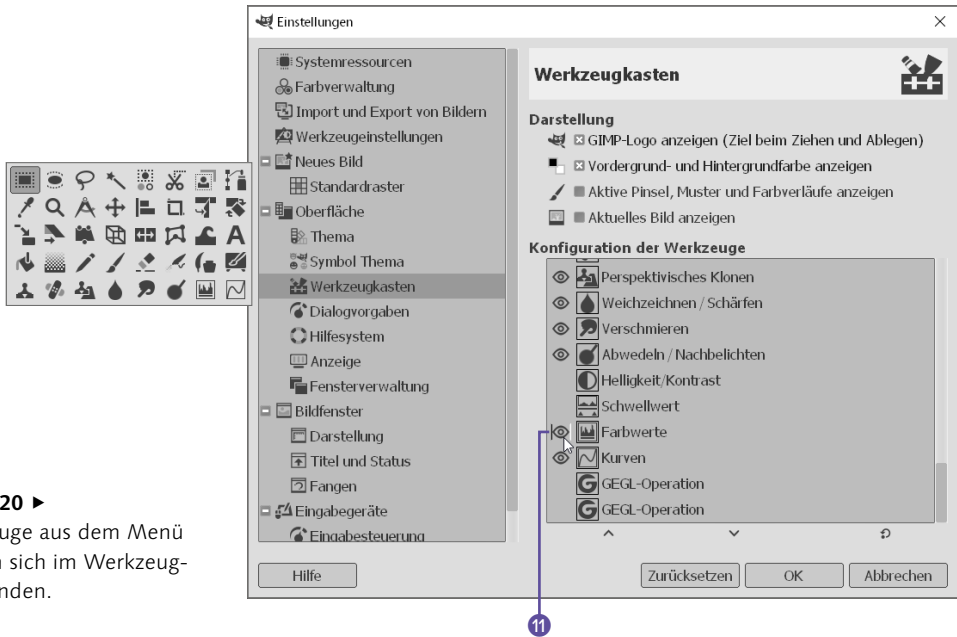 Einstellungen
Systemressourcen
Farbverwaltung
Import und Export von Bildern
Werkzeugeinstellungen
Neues Bild
Standardraster
Oberfläche
Thema
Symbol Thema
Werkzeugkasten
Dialogvorgaben
Hilfesystem
Anzeige
Fensterverwaltung
Bildfenster
Darstellung
Titel und Status
Fangen
Eingabegeräte
Eingabesteuerung
Werkzeugkasten
Darstellung
GIMP-Logo anzeigen (Ziel beim Ziehen und Ablegen)
Vordergrund- und Hintergrundfarbe anzeigen
Aktive Pinsel, Muster und Farbverläufe anzeigen
Aktuelles Bild anzeigen
Konfiguration der Werkzeuge
Perspektivisches Klonen
Weichzeichnen / Schärfen
Verschmieren
Abwedeln / Nachbelichten
Helligkeit/Kontrast
Schwellwert
Farbwerte
Kurven
GEGL-Operation
GEGL-Operation
Hilfe
Zurücksetzen
OK
Abbrechen
20 ▶
uge aus dem Menü
n sich im Werkzeug-
nden.
11